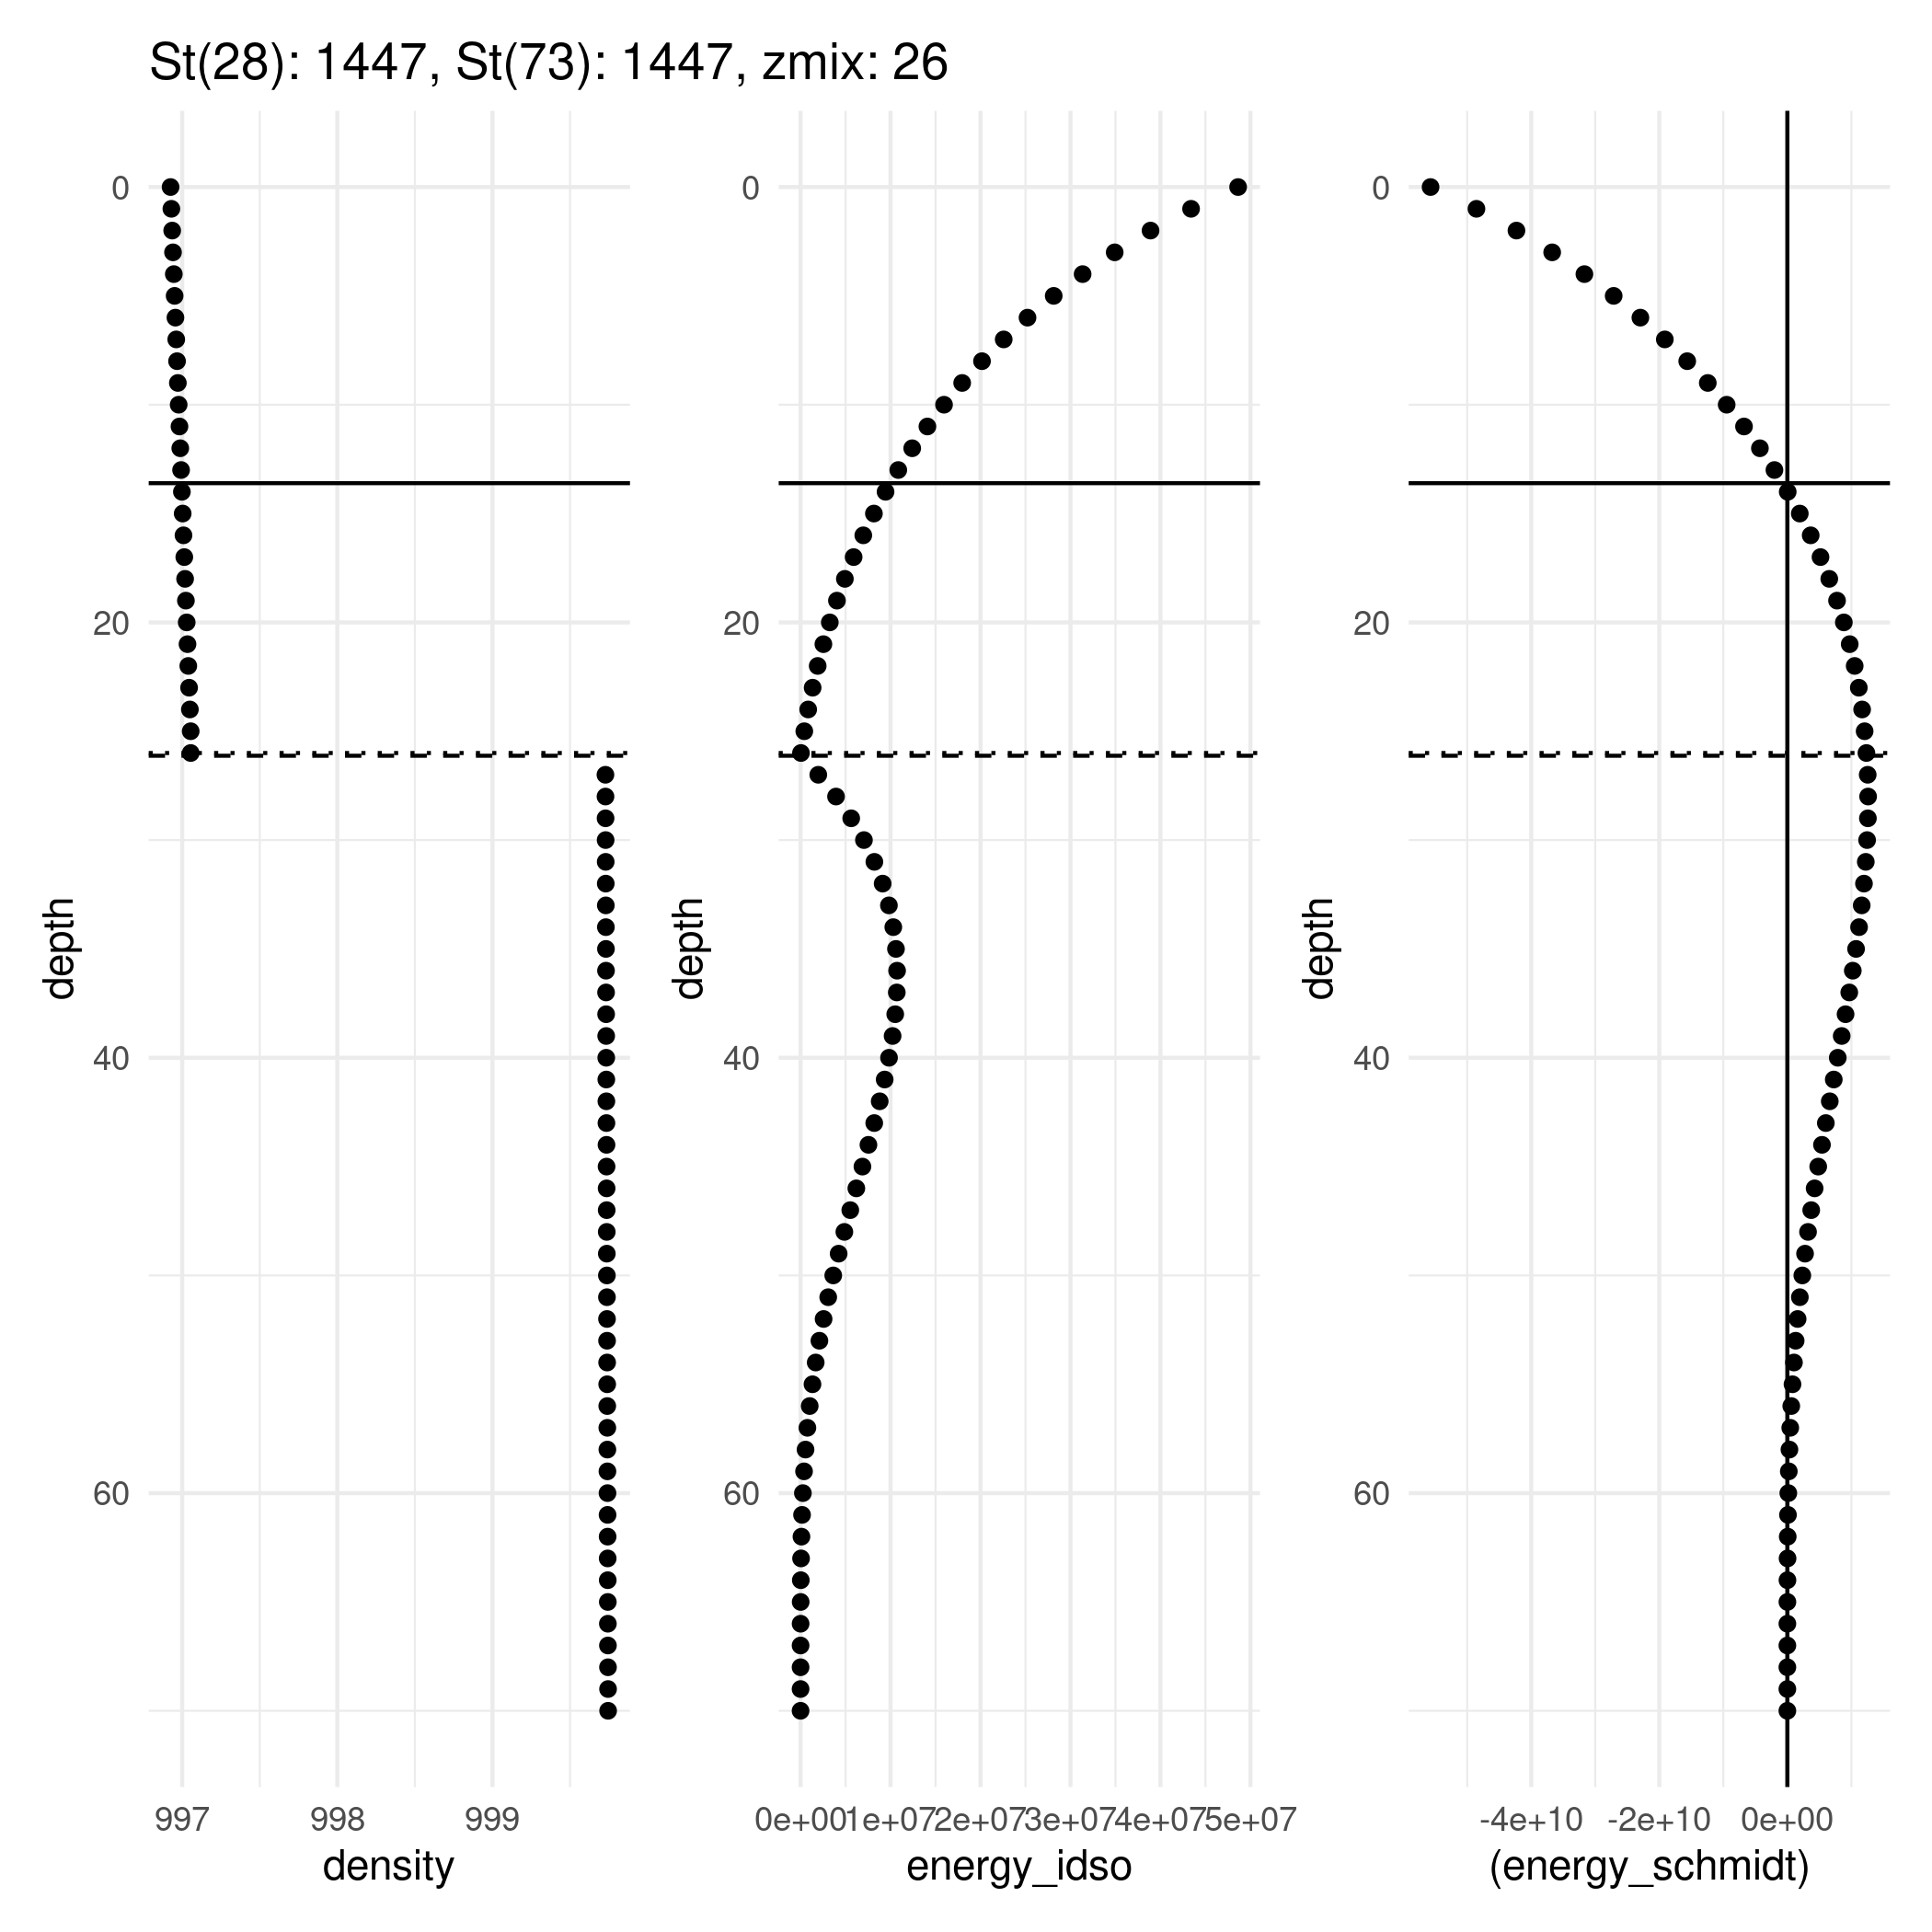 St(28): 1447, St(73): 1447, zmix: 26
0
20
40
60
depth
997 998 999
density
0
20
40
60
depth
0e+00 1e+07 2e+07 3e+07 4e+07 5e+07
energy_idso
0
20
40
60
depth
-4e+10 -2e+10 0e+00
(energy_schmidt)